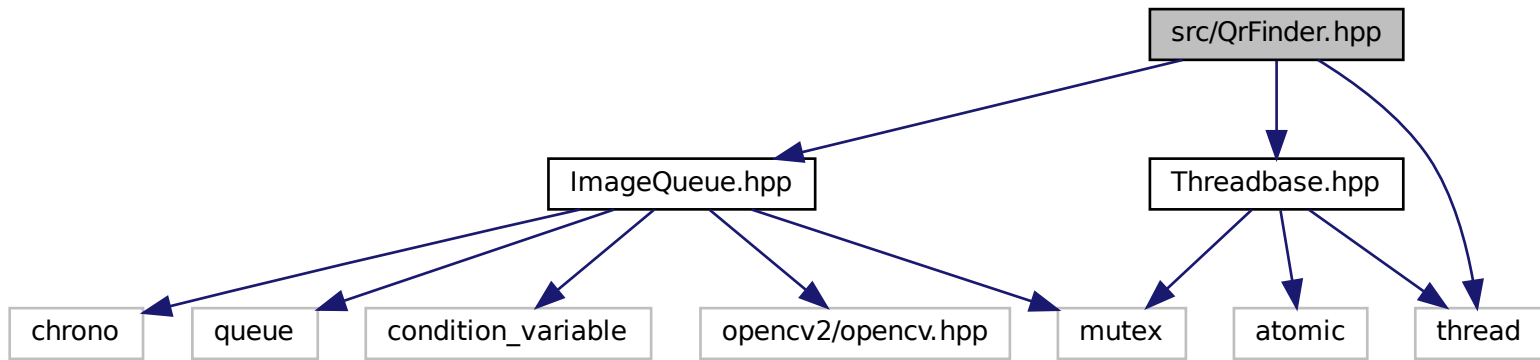 src/QrFinder.hpp
ImageQueue.hpp
Threadbase.hpp
chrono
queue
condition_variable
opencv2/opencv.hpp
mutex
atomic
thread